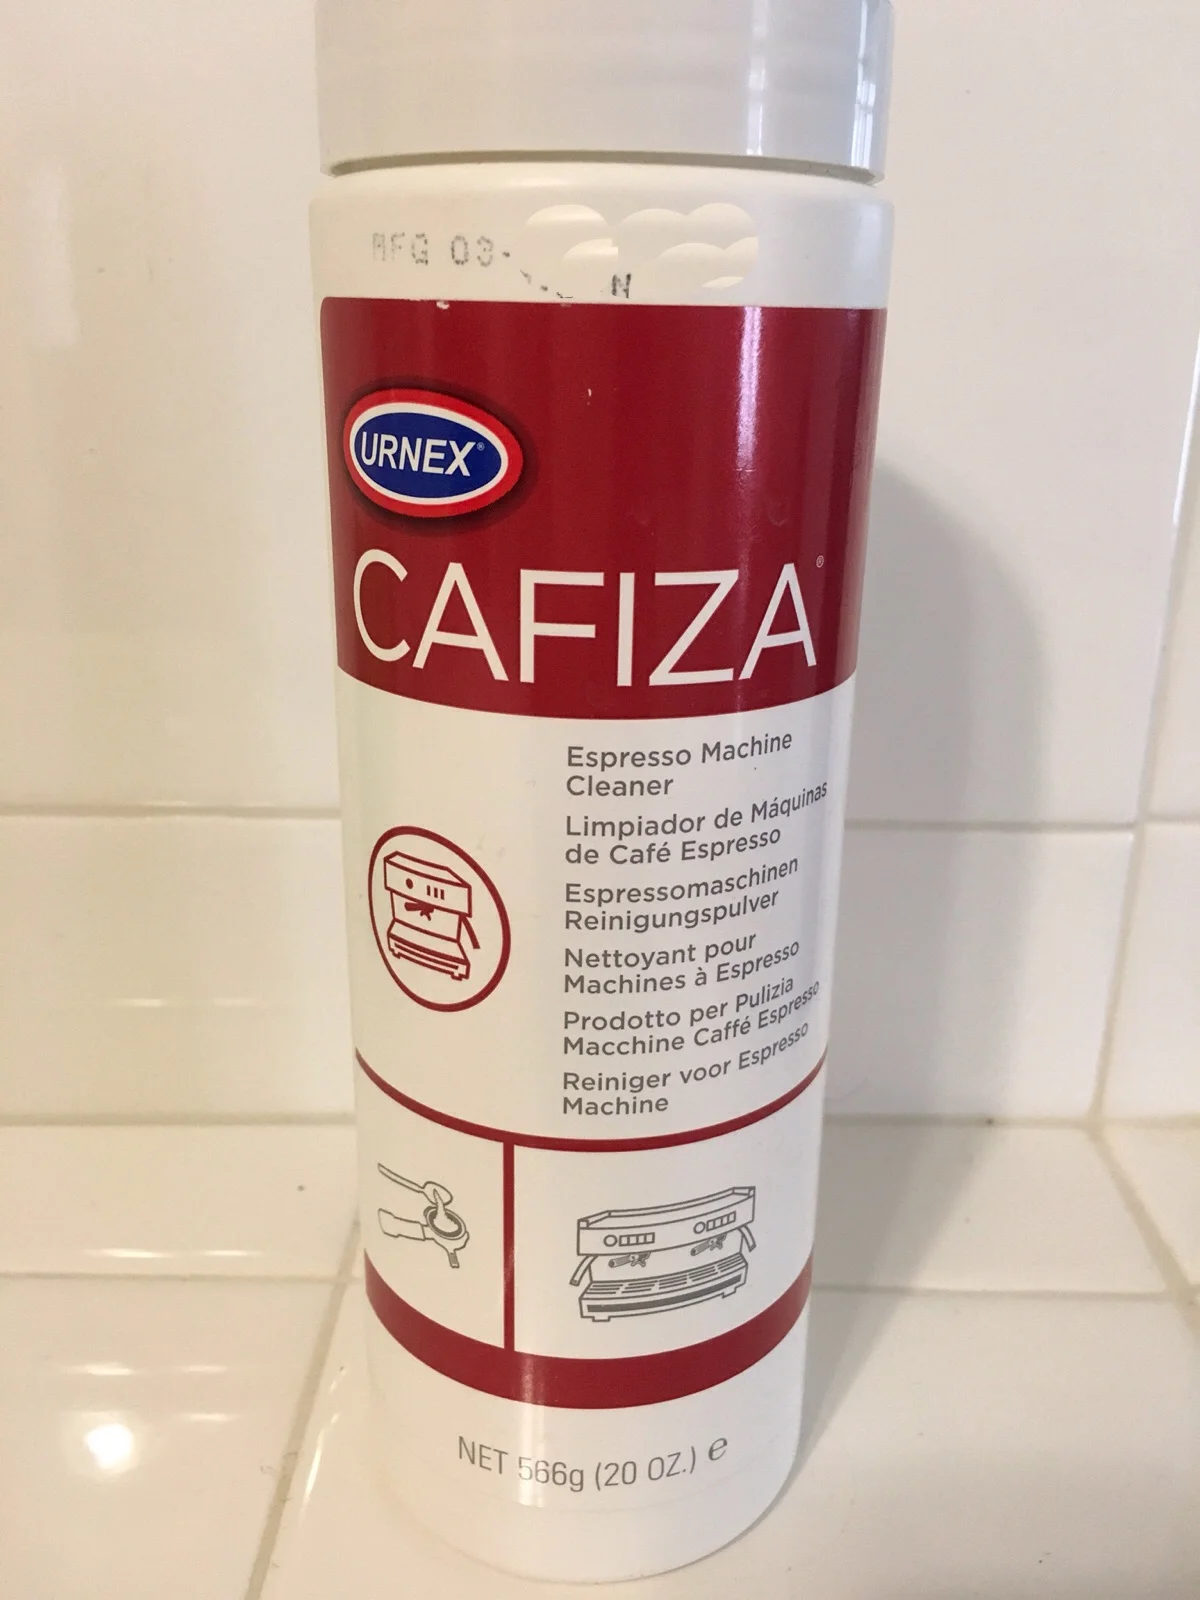 MFG 03-
N
URNEX®
CAFIZA®
Espresso Machine
Cleaner
Limpiador de Máquinas
de Café Espresso
Espressomaschinen
Reinigungspulver
Nettoyant pour
Machines à Espresso
Prodotto per Pulizia
Macchine Caffé Espresso
Reiniger voor Espresso
Machine
NET 566g (20 OZ.) ℮